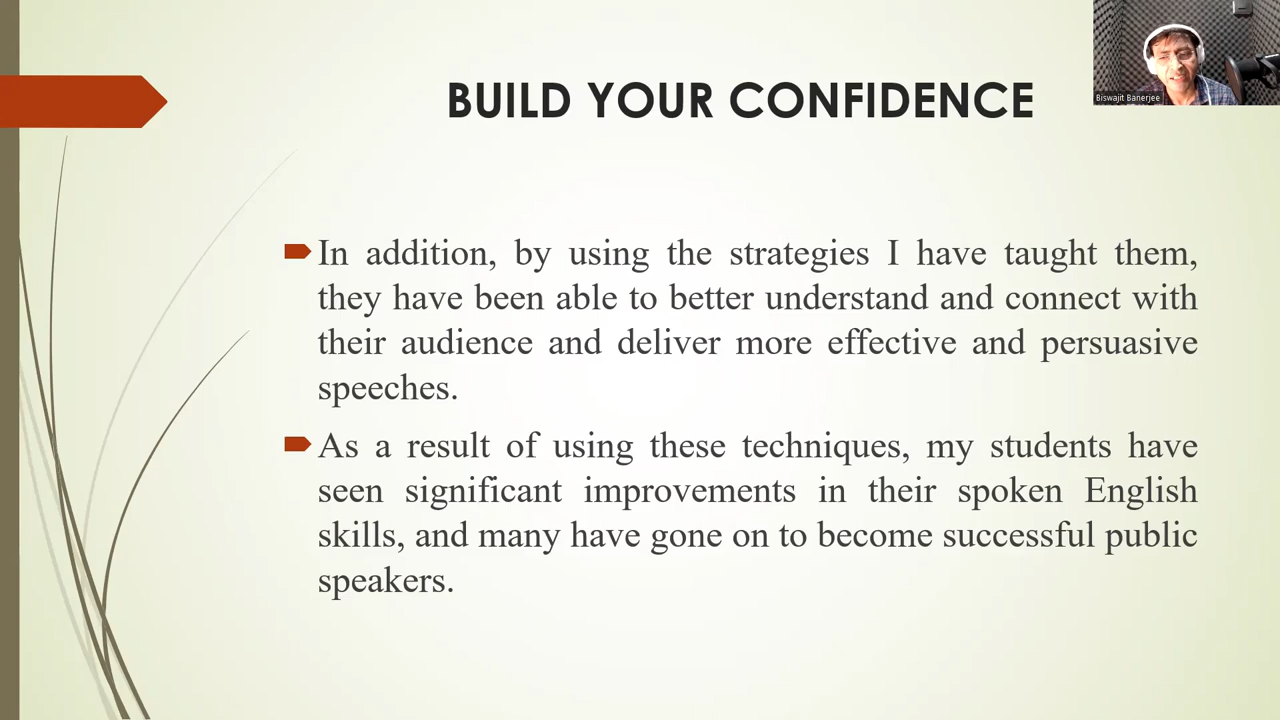 BUILD YOUR CONFIDENCE
Biswajit Banerjee
In addition, by using the strategies I have taught them,
they have been able to better understand and connect with
their audience and deliver more effective and persuasive
speeches.
As a result of using these techniques, my students have
seen significant improvements in their spoken English
skills, and many have gone on to become successful public
speakers.